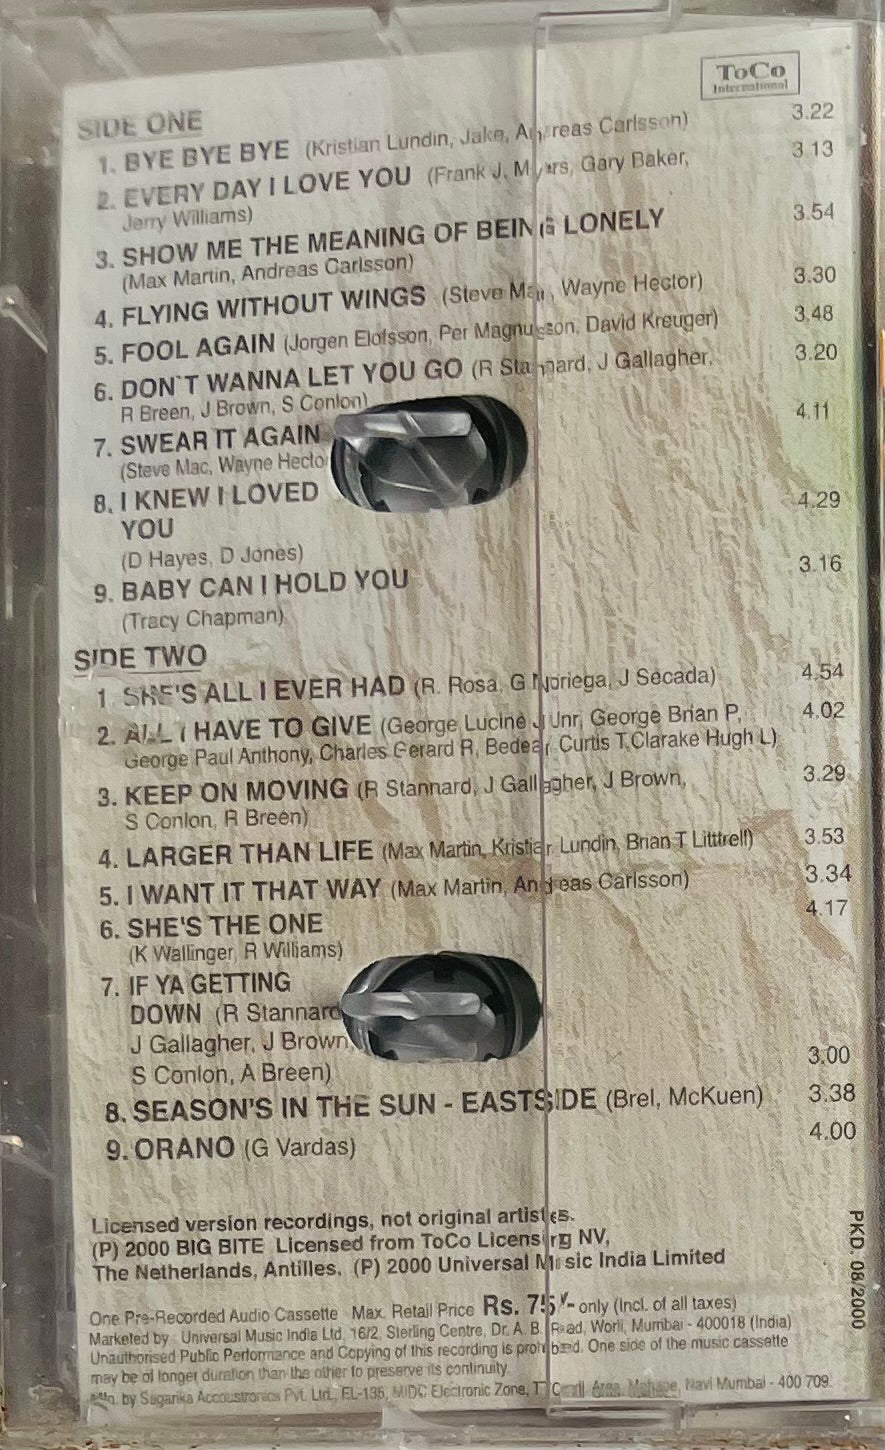 ToCo
International
SIDE ONE
1. BYE BYE BYE (Kristian Lundin, Jake, Andreas Carlsson) 3.22
2. EVERY DAY I LOVE YOU (Frank J. Myers, Gary Baker, 3 13
Jerry Williams)
3. SHOW ME THE MEANING OF BEING LONELY 3.54
(Max Martin, Andreas Carlsson)
4. FLYING WITHOUT WINGS (Steve Mac, Wayne Hector) 3.30
5. FOOL AGAIN (Jorgen Elofsson, Per Magnusson, David Kreuger) 3.48
6. DON`T WANNA LET YOU GO (R Stannard, J Gallagher, 3.20
R Breen, J Brown, S Conlon)
7. SWEAR IT AGAIN 4.11
(Steve Mac, Wayne Hecto
8. I KNEW I LOVED 4.29
YOU
(D Hayes, D Jones)
9. BABY CAN I HOLD YOU 3.16
(Tracy Chapman)
SIDE TWO
1 SHE'S ALL I EVER HAD (R. Rosa, G Noriega, J Secada) 4.54
2. ALL I HAVE TO GIVE (George Lucine J Unr, George Brian P, 4.02
George Paul Anthony, Charles Gerard R, Bedear Curtis T, Clarake Hugh L)
3. KEEP ON MOVING (R Stannard, J Gallagher, J Brown, 3.29
S Conlon, R Breen)
4. LARGER THAN LIFE (Max Martin, Kristian Lundin, Brian T Litttrell) 3.53
5. I WANT IT THAT WAY (Max Martin, Andreas Carlsson) 3.34
6. SHE'S THE ONE 4.17
(K Wallinger, R Williams)
7. IF YA GETTING
DOWN (R Stannard
J Gallagher, J Brown,
S Conlon, A Breen) 3.00
8. SEASON'S IN THE SUN - EASTSIDE (Brel, McKuen) 3.38
9. ORANO (G Vardas) 4.00
Licensed version recordings, not original artistes.
(P) 2000 BIG BITE Licensed from ToCo Licensing NV,
The Netherlands, Antilles. (P) 2000 Universal Music India Limited
PKD. 08/2000
One Pre-Recorded Audio Cassette Max. Retail Price Rs. 75/- only (Incl. of all taxes)
Marketed by Universal Music India Ltd, 16/2, Sterling Centre, Dr. A. B. Road, Worli, Mumbai - 400018 (India)
Unauthorised Public Performance and Copying of this recording is prohibited. One side of the music cassette
may be of longer duration than the other to preserve its continuity.
Mfg. by Suganka Accoustronics Pvt. Ltd., EL-136, MIDC Electronic Zone, Area, Mahape, Navi Mumbai - 400 709.